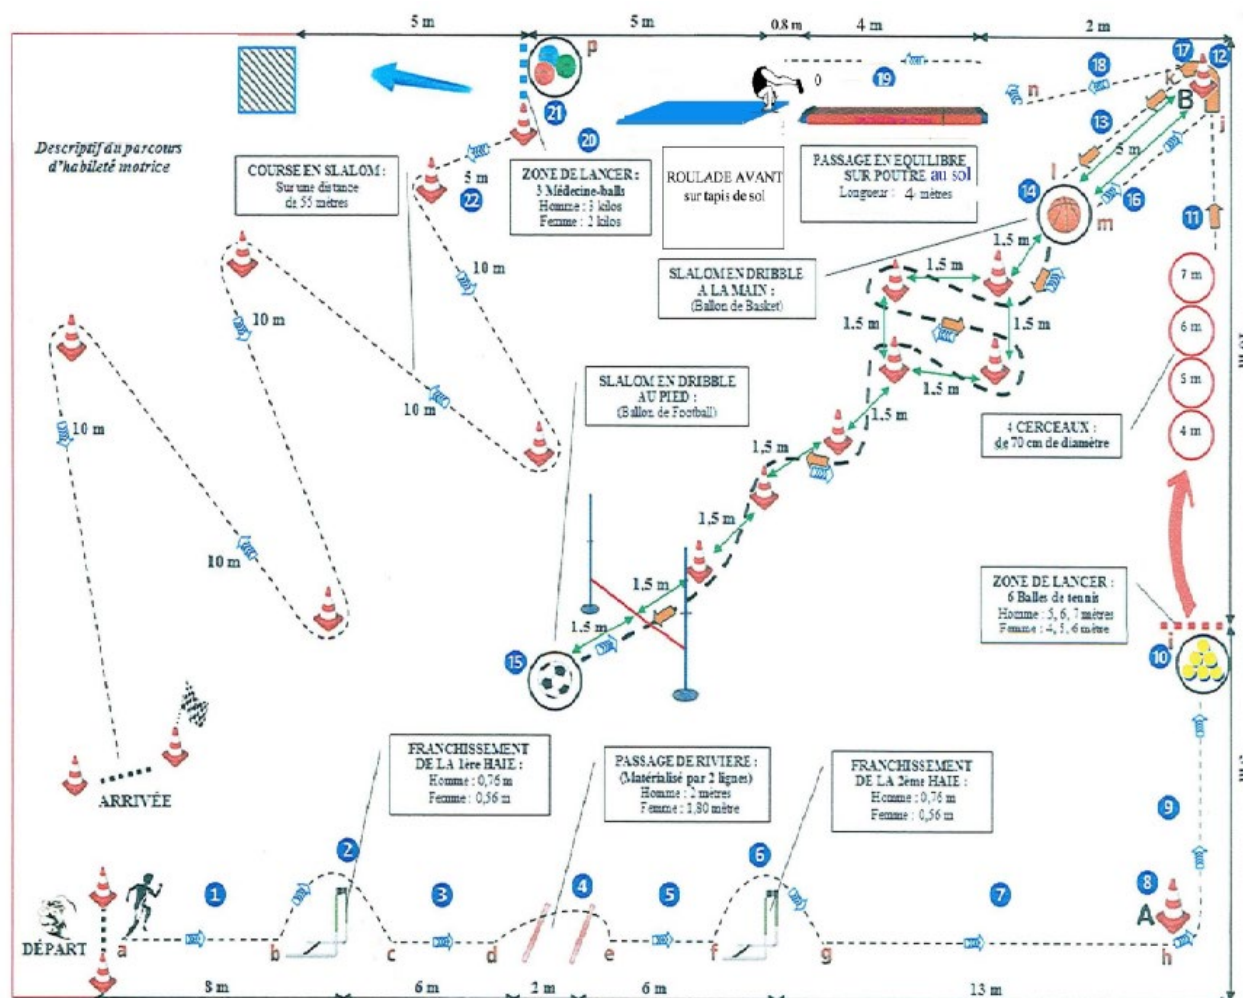 5 m
5 m
0.8 m
4 m
2 m
Descriptif du parcours
d'habileté motrice
COURSE EN SLALOM :
Sur une distance
de 55 mètres
ZONE DE LANCER :
3 Médecine-balls
Homme : 3 kilos
Femme : 2 kilos
ROULADE AVANT
sur tapis de sol
PASSAGE EN EQUILIBRE
SUR POUTRE au sol
Longueur : 4 mètres
p
21
20
22
5 m
o
19
n
18
17
12
k
B
j
13
5 m
l
14
m
16
11
SLALOM EN DRIBBLE
A LA MAIN :
(Ballon de Basket)
1.5 m
1.5 m
1.5 m
1.5 m
1.5 m
1.5 m
1,5 m
1,5 m
1,5 m
1.5 m
10 m
10 m
10 m
10 m
10 m
SLALOM EN DRIBBLE
AU PIED :
(Ballon de Football)
15
7 m
6 m
5 m
4 m
4 CERCEAUX :
de 70 cm de diamètre
ZONE DE LANCER :
6 Balles de tennis
Homme : 5, 6, 7 mètres
Femme : 4, 5, 6 mètre
i
10
9
FRANCHISSEMENT
DE LA 1ère HAIE :
Homme : 0,76 m
Femme : 0,56 m
PASSAGE DE RIVIERE :
(Matérialisé par 2 lignes)
Homme : 2 mètres
Femme : 1,80 mètre
FRANCHISSEMENT
DE LA 2ème HAIE :
Homme : 0,76 m
Femme : 0,56 m
ARRIVÉE
DÉPART
1
2
3
4
5
6
7
8
A
a
b
c
d
e
f
g
h
8 m
6 m
2 m
6 m
13 m